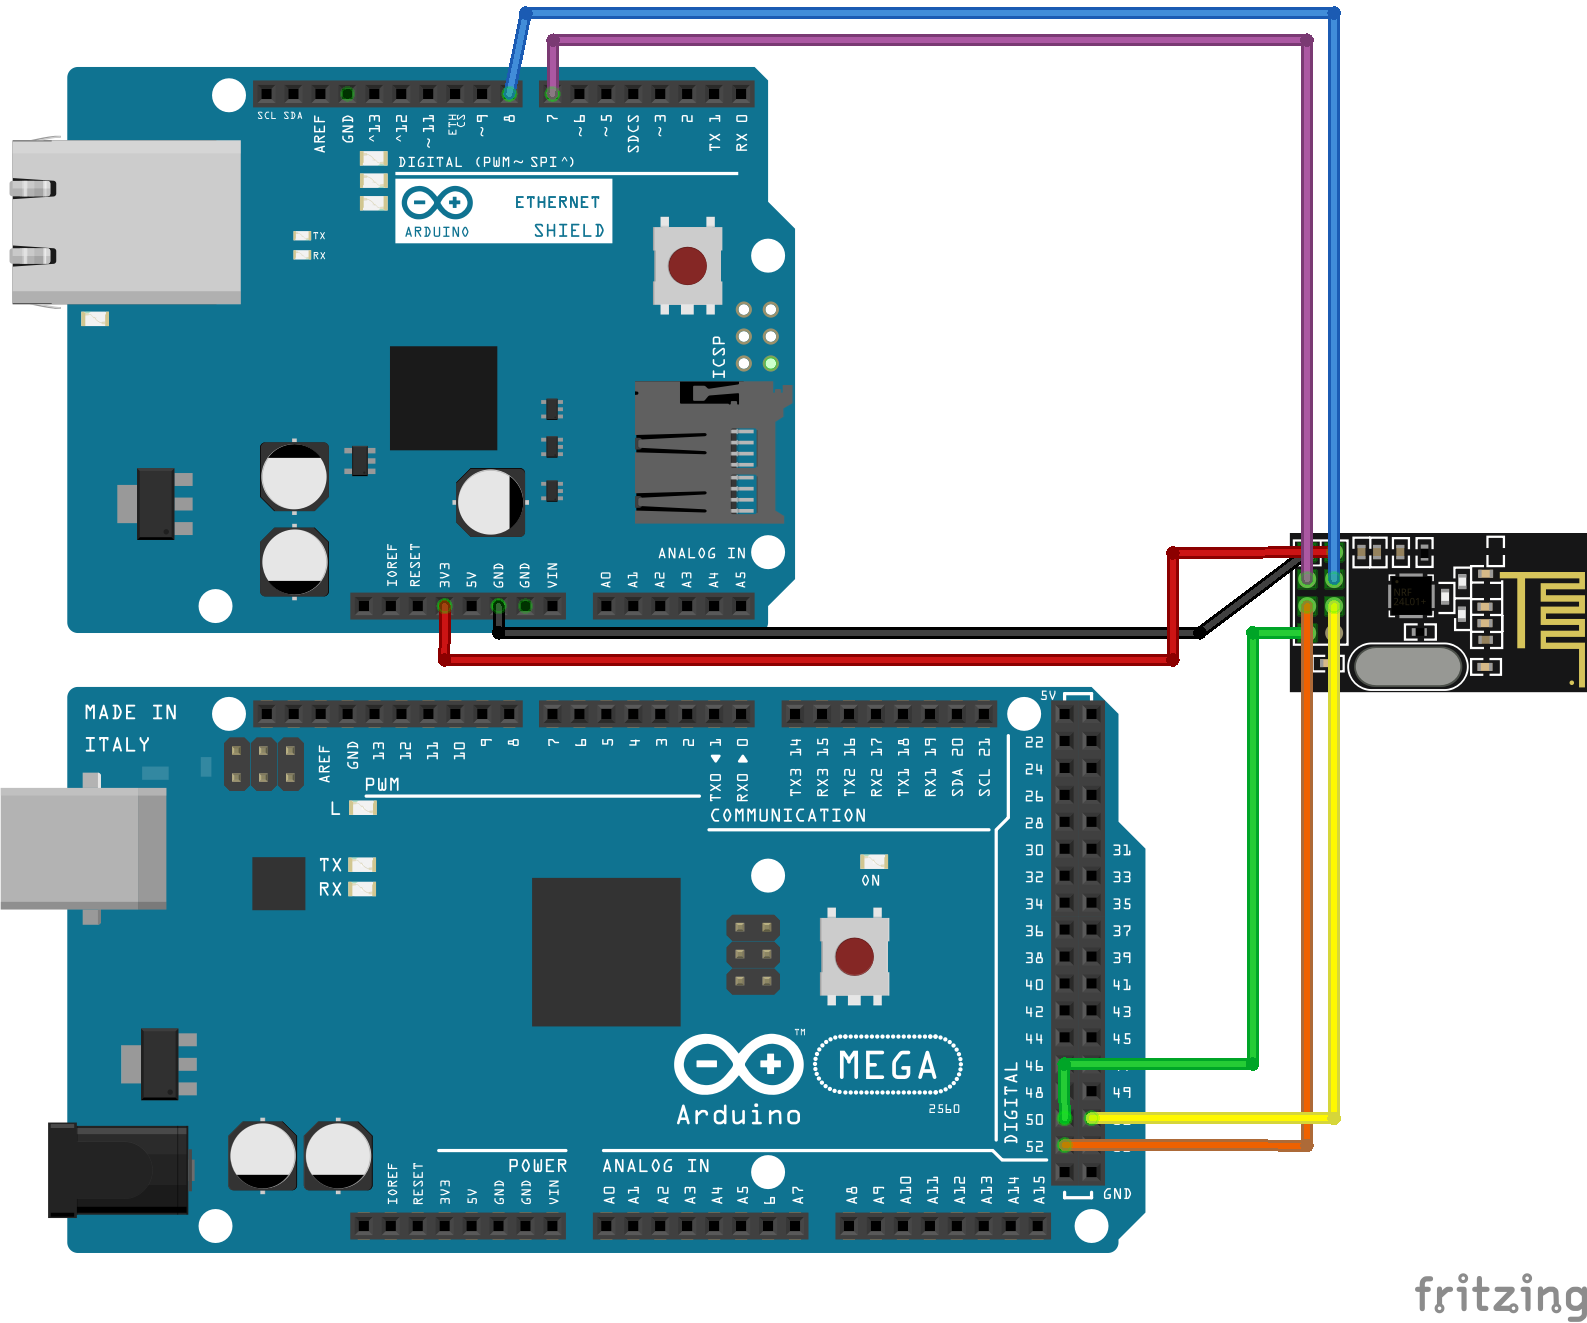 SCL SDA
AREF
GND
^13
^12
~11
ETH
CS
~9
8
7
~6
~5
SDCS
~3
2
TX 1
RX 0
DIGITAL (PWM~ SPI^)
ARDUINO
ETHERNET
SHIELD
TX
RX
ICSP
NRF
24L01+
ANALOG IN
IOREF
RESET
3V3
5V
GND
GND
VIN
A0
A1
A2
A3
A4
A5
MADE IN
ITALY
AREF
GND
13
12
11
10
9
8
7
6
5
4
3
2
TX0 1
RX0 0
TX3 14
RX3 15
TX2 16
RX2 17
TX1 18
RX1 19
SDA 20
SCL 21
PWM
L
COMMUNICATION
TX
RX
ON
5V
22
24
26
28
30 31
32 33
34 35
36 37
38 39
40 41
42 43
44 45
46
48 49
50
52
GND
DIGITAL
TM
MEGA
2560
Arduino
POWER
ANALOG IN
IOREF
RESET
3V3
5V
GND
GND
VIN
A0
A1
A2
A3
A4
A5
6
A7
A8
A9
A10
A11
A12
A13
A14
A15
fritzing